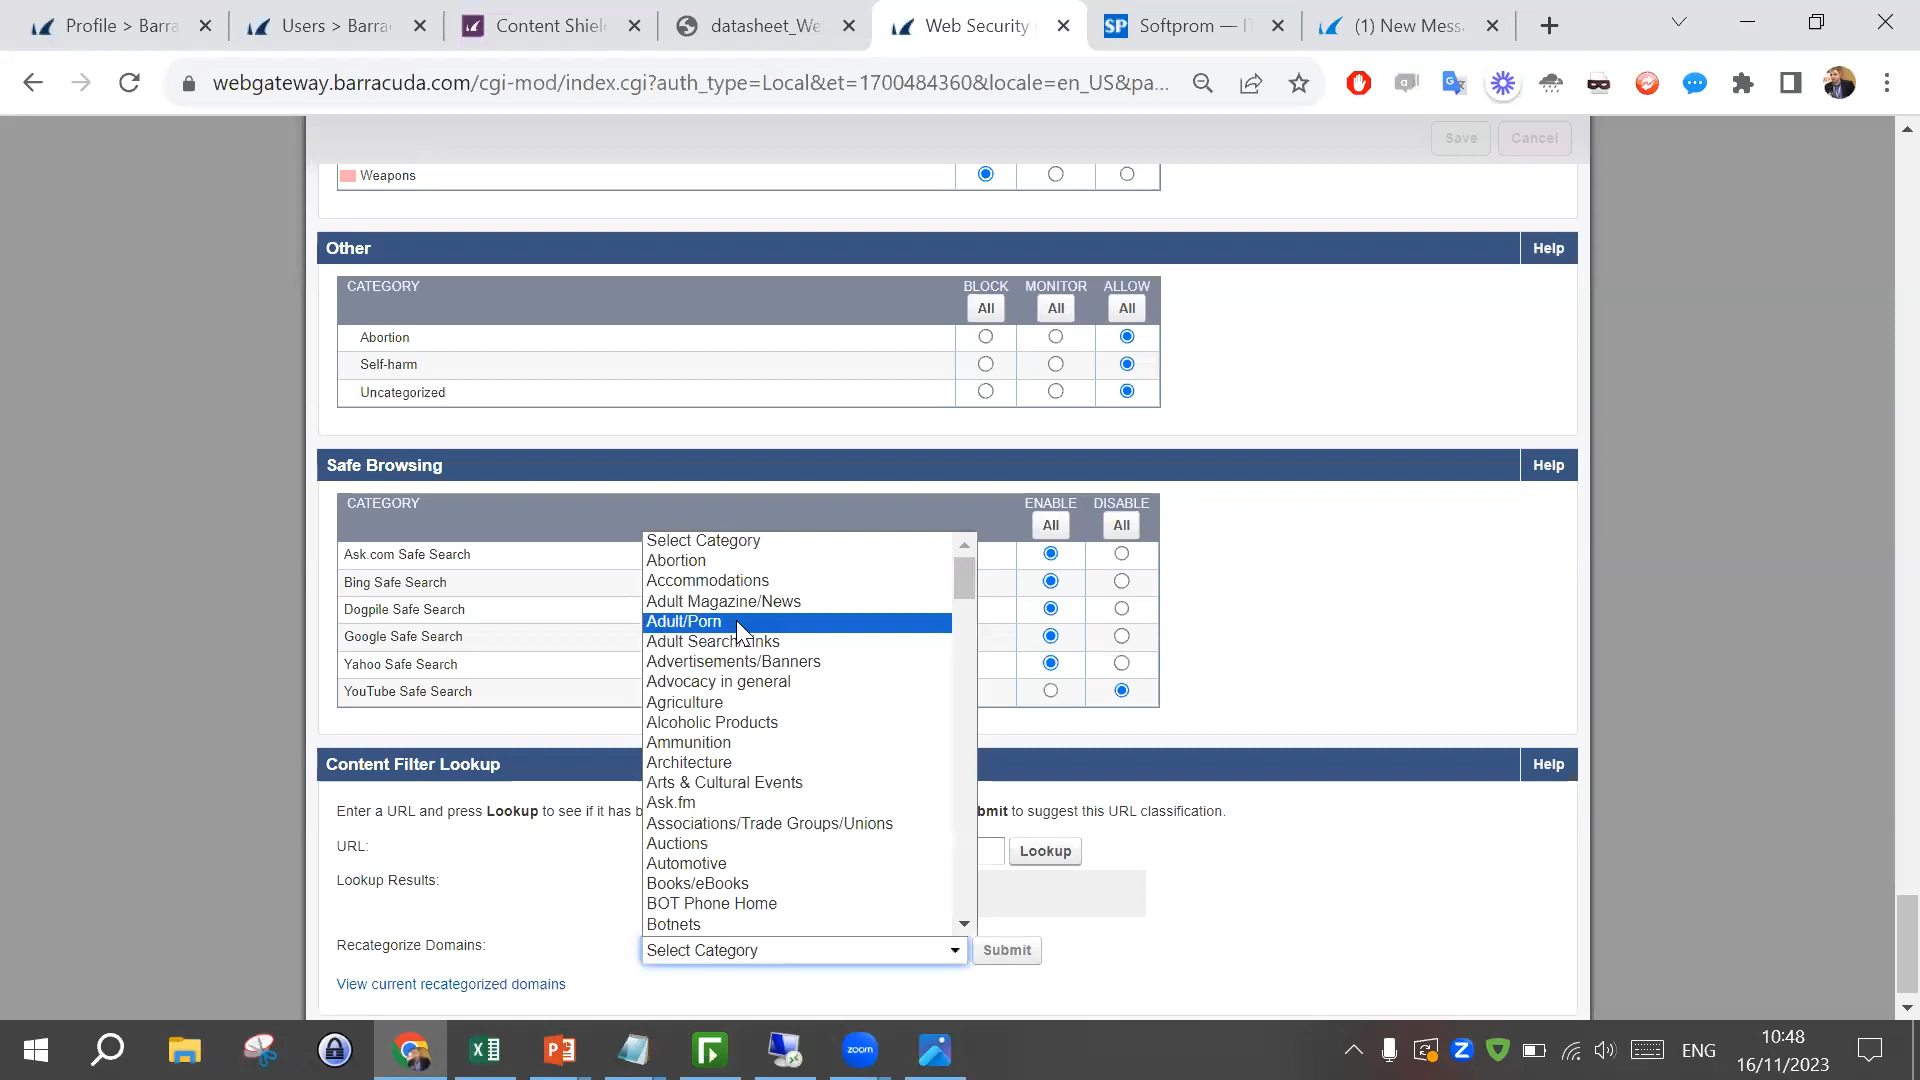 Profile > Barra
Users > Barra
Content Shiel
datasheet_We
Web Security
SP
Softprom — IT
(1) New Mess
webgateway.barracuda.com/cgi-mod/index.cgi?auth_type=Local&et=1700484360&locale=en_US&pa...
Save
Cancel
Weapons
Other
Help
CATEGORY
BLOCK
MONITOR
ALLOW
All
All
All
Abortion
Self-harm
Uncategorized
Safe Browsing
Help
CATEGORY
ENABLE
DISABLE
All
All
Ask.com Safe Search
Bing Safe Search
Dogpile Safe Search
Google Safe Search
Yahoo Safe Search
YouTube Safe Search
Select Category
Abortion
Accommodations
Adult Magazine/News
Adult/Porn
Adult Search/Links
Advertisements/Banners
Advocacy in general
Agriculture
Alcoholic Products
Ammunition
Architecture
Arts & Cultural Events
Ask.fm
Associations/Trade Groups/Unions
Auctions
Automotive
Books/eBooks
BOT Phone Home
Botnets
Content Filter Lookup
Help
Enter a URL and press Lookup to see if it has b
bmit to suggest this URL classification.
URL:
Lookup
Lookup Results:
Recategorize Domains:
Select Category
Submit
View current recategorized domains
zoom
ENG
10:48
16/11/2023